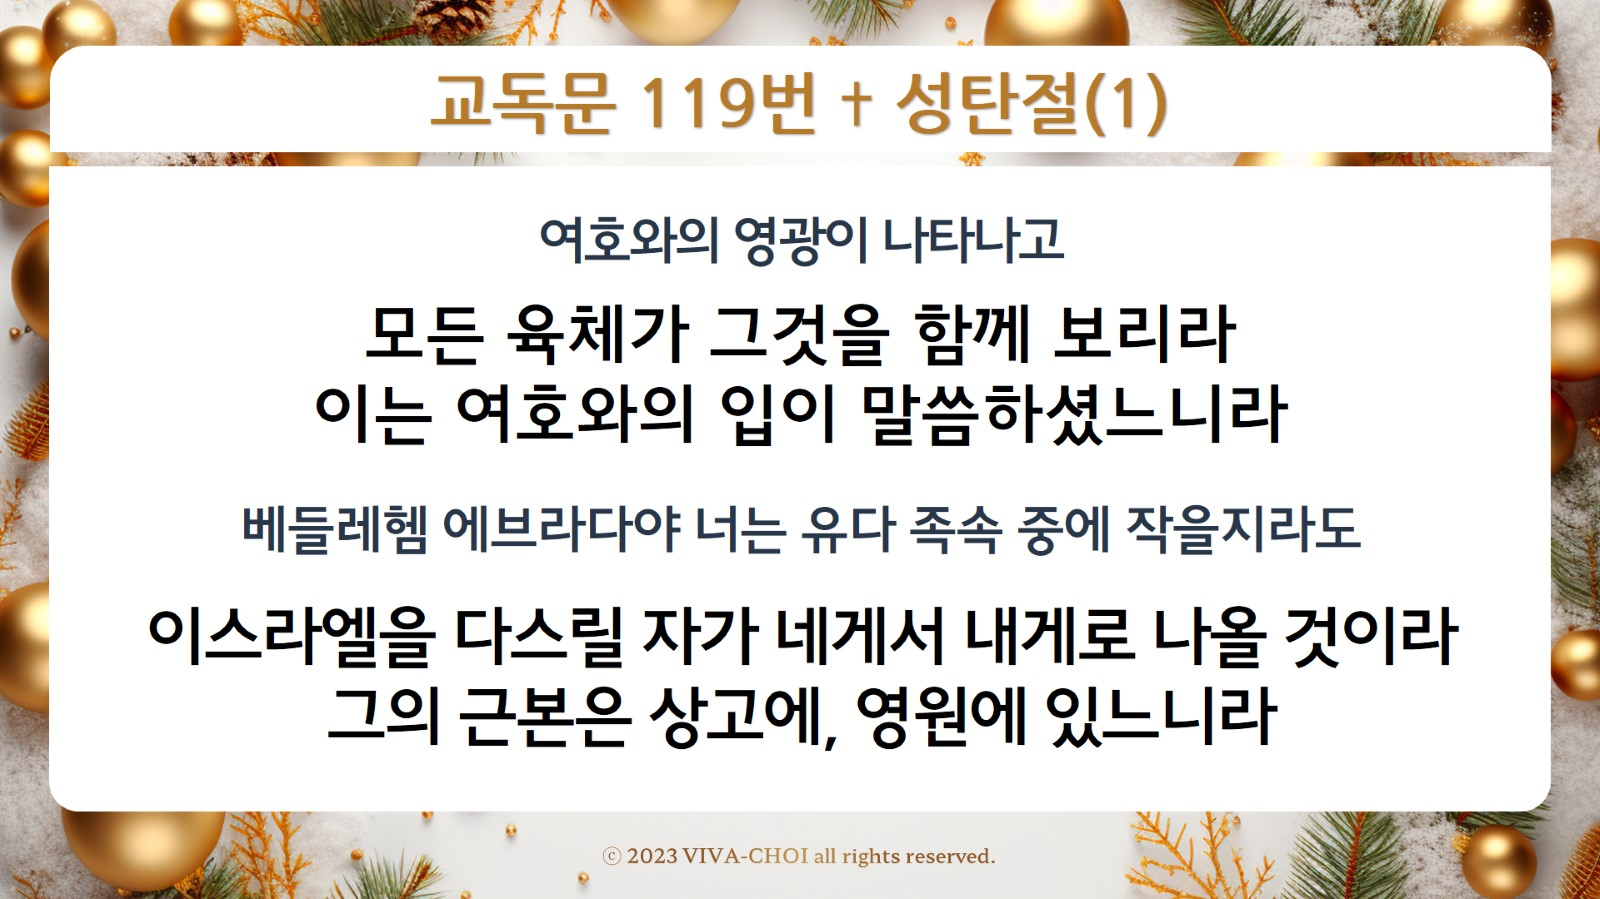 교독문 119번 † 성탄절(1)
여호와의 영광이 나타나고
모든 육체가 그것을 함께 보리라
이는 여호와의 입이 말씀하셨느니라
베들레헴 에브라다야 너는 유다 족속 중에 작을지라도
이스라엘을 다스릴 자가 네게서 내게로 나올 것이라
그의 근본은 상고에, 영원에 있느니라
ⓒ 2023 VIVA-CHOI all rights reserved.